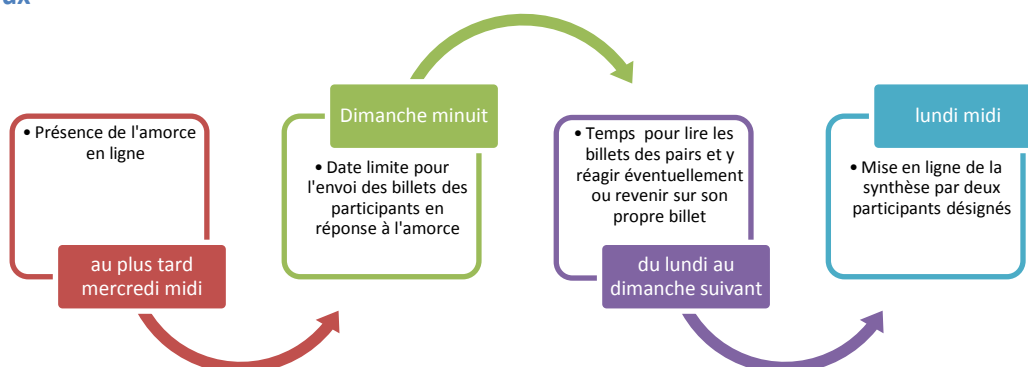 • Présence de l'amorce
en ligne
au plus tard
mercredi midi
Dimanche minuit
• Date limite pour
l'envoi des billets des
participants en
réponse à l'amorce
• Temps pour lire les
billets des pairs et y
réagir éventuellement
ou revenir sur son
propre billet
du lundi au
dimanche suivant
lundi midi
• Mise en ligne de la
synthèse par deux
participants désignés